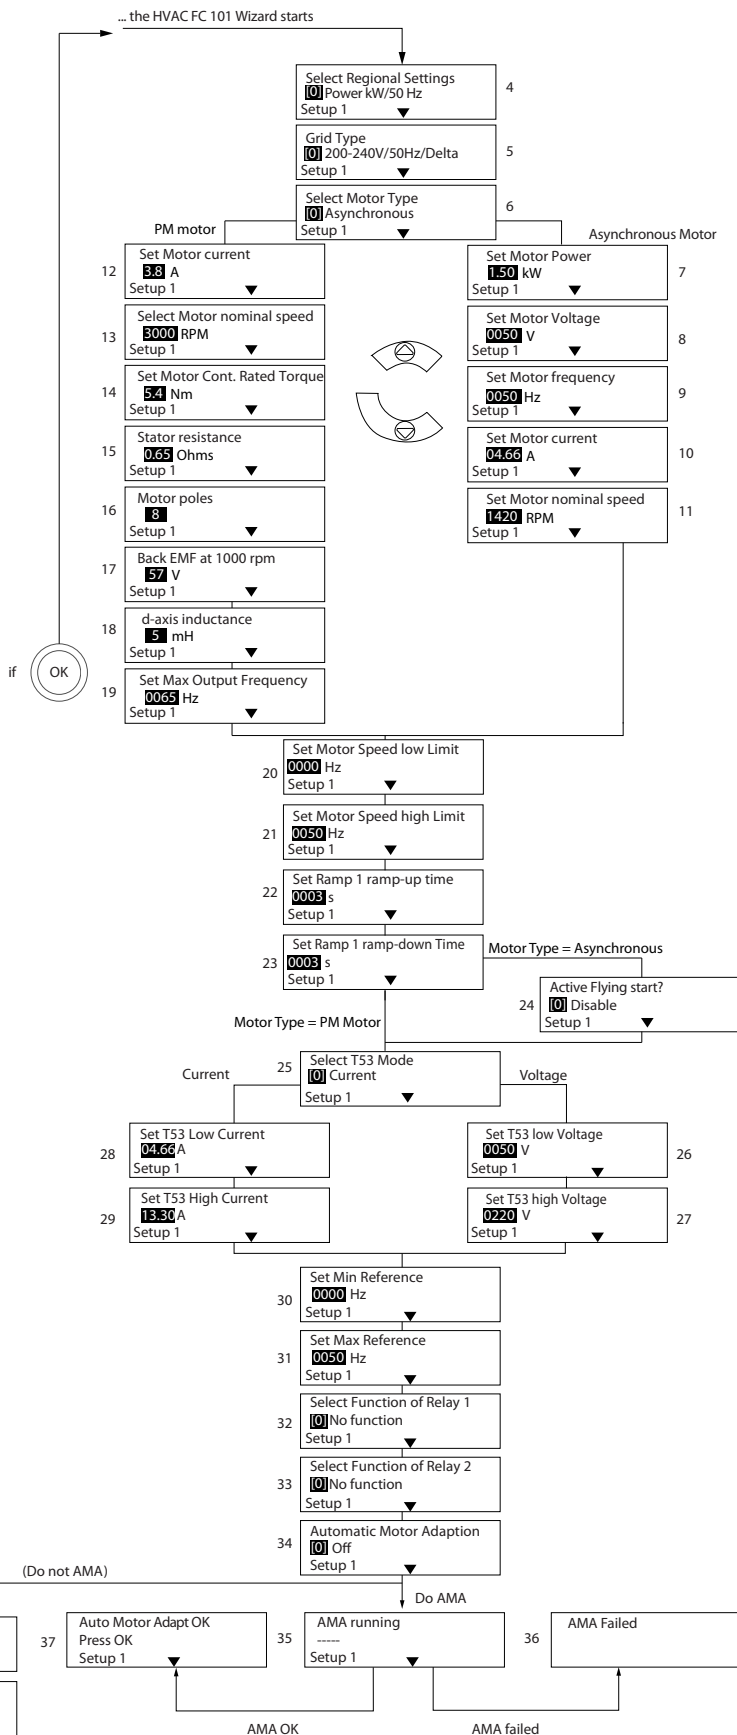 ... the HVAC FC 101 Wizard starts
Select Regional Settings
[0] Power kW/50 Hz
Setup 1
4
Grid Type
[0] 200-240V/50Hz/Delta
Setup 1
5
Select Motor Type
[0] Asynchronous
Setup 1
6
PM motor
Asynchronous Motor
Set Motor current
3.8 A
Setup 1
12
Set Motor Power
1.50 kW
Setup 1
7
Select Motor nominal speed
3000 RPM
Setup 1
13
Set Motor Voltage
0050 V
Setup 1
8
Set Motor Cont. Rated Torque
5.4 Nm
Setup 1
14
Set Motor frequency
0050 Hz
Setup 1
9
Stator resistance
0.65 Ohms
Setup 1
15
Set Motor current
04.66 A
Setup 1
10
Motor poles
8
Setup 1
16
Set Motor nominal speed
1420 RPM
Setup 1
11
Back EMF at 1000 rpm
57 V
Setup 1
17
d-axis inductance
5 mH
Setup 1
18
if
OK
Set Max Output Frequency
0065 Hz
Setup 1
19
Set Motor Speed low Limit
0000 Hz
Setup 1
20
Set Motor Speed high Limit
0050 Hz
Setup 1
21
Set Ramp 1 ramp-up time
0003 s
Setup 1
22
Set Ramp 1 ramp-down Time
0003 s
Setup 1
23
Motor Type = Asynchronous
Active Flying start?
[0] Disable
Setup 1
24
Motor Type = PM Motor
Select T53 Mode
[0] Current
Setup 1
25
Current
Voltage
Set T53 Low Current
04.66 A
Setup 1
28
Set T53 low Voltage
0050 V
Setup 1
26
Set T53 High Current
13.30 A
Setup 1
29
Set T53 high Voltage
0220 V
Setup 1
27
Set Min Reference
0000 Hz
Setup 1
30
Set Max Reference
0050 Hz
Setup 1
31
Select Function of Relay 1
[0] No function
Setup 1
32
Select Function of Relay 2
[0] No function
Setup 1
33
Automatic Motor Adaption
[0] Off
Setup 1
34
(Do not AMA)
Do AMA
37
Auto Motor Adapt OK
Press OK
Setup 1
35
AMA running
-----
Setup 1
36
AMA Failed
AMA OK
AMA failed